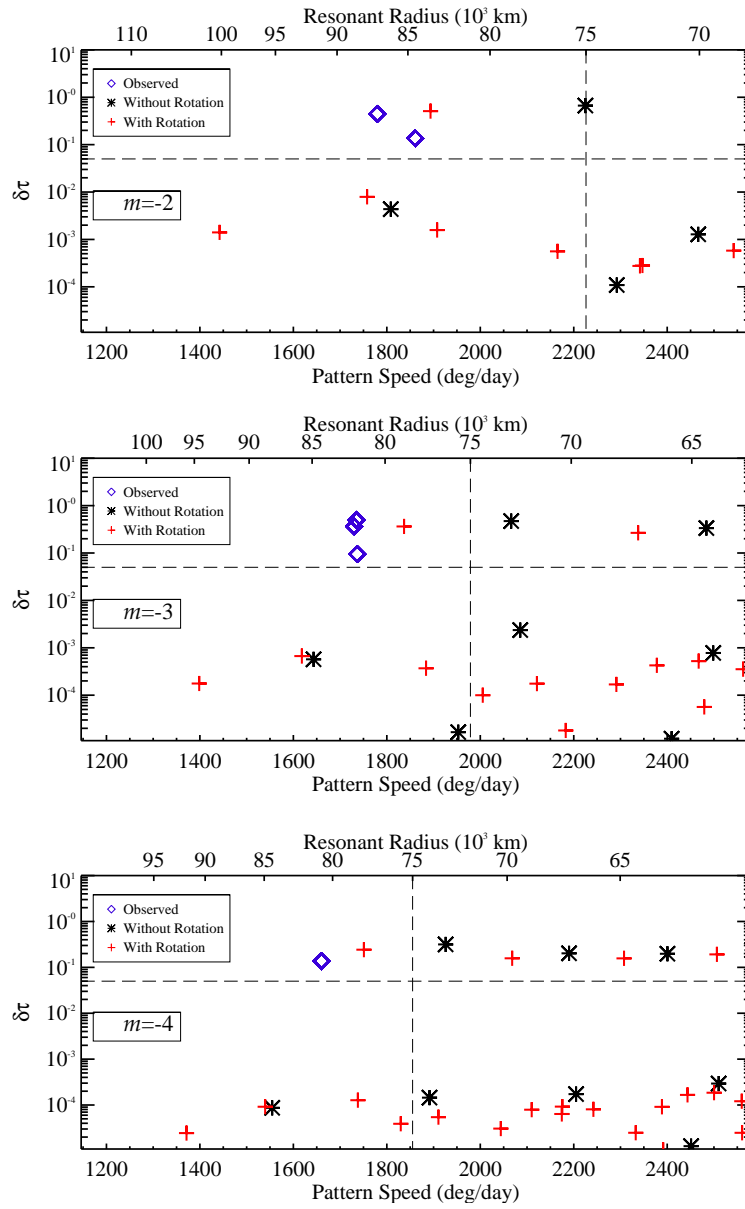 Resonant Radius (10³ km)
110 100 90 80 75 70
10¹
10⁰
10⁻¹
10⁻²
10⁻³
10⁻⁴
δτ
Observed
Without Rotation
With Rotation
m=-2
1200 1400 1600 1800 2000 2200 2400
Pattern Speed (deg/day)
Resonant Radius (10³ km)
100 95 90 85 80 75 70 64
10¹
10⁰
10⁻¹
10⁻²
10⁻³
10⁻⁴
δτ
Observed
Without Rotation
With Rotation
m=-3
1200 1400 1600 1800 2000 2200 2400
Pattern Speed (deg/day)
Resonant Radius (10³ km)
95 90 85 80 75 70 65
10¹
10⁻⁰
10⁻¹
10⁻²
10⁻³
10⁻⁴
δτ
Observed
Without Rotation
With Rotation
m=-4
1200 1400 1600 1800 2000 2200 2400
Pattern Speed (deg/day)